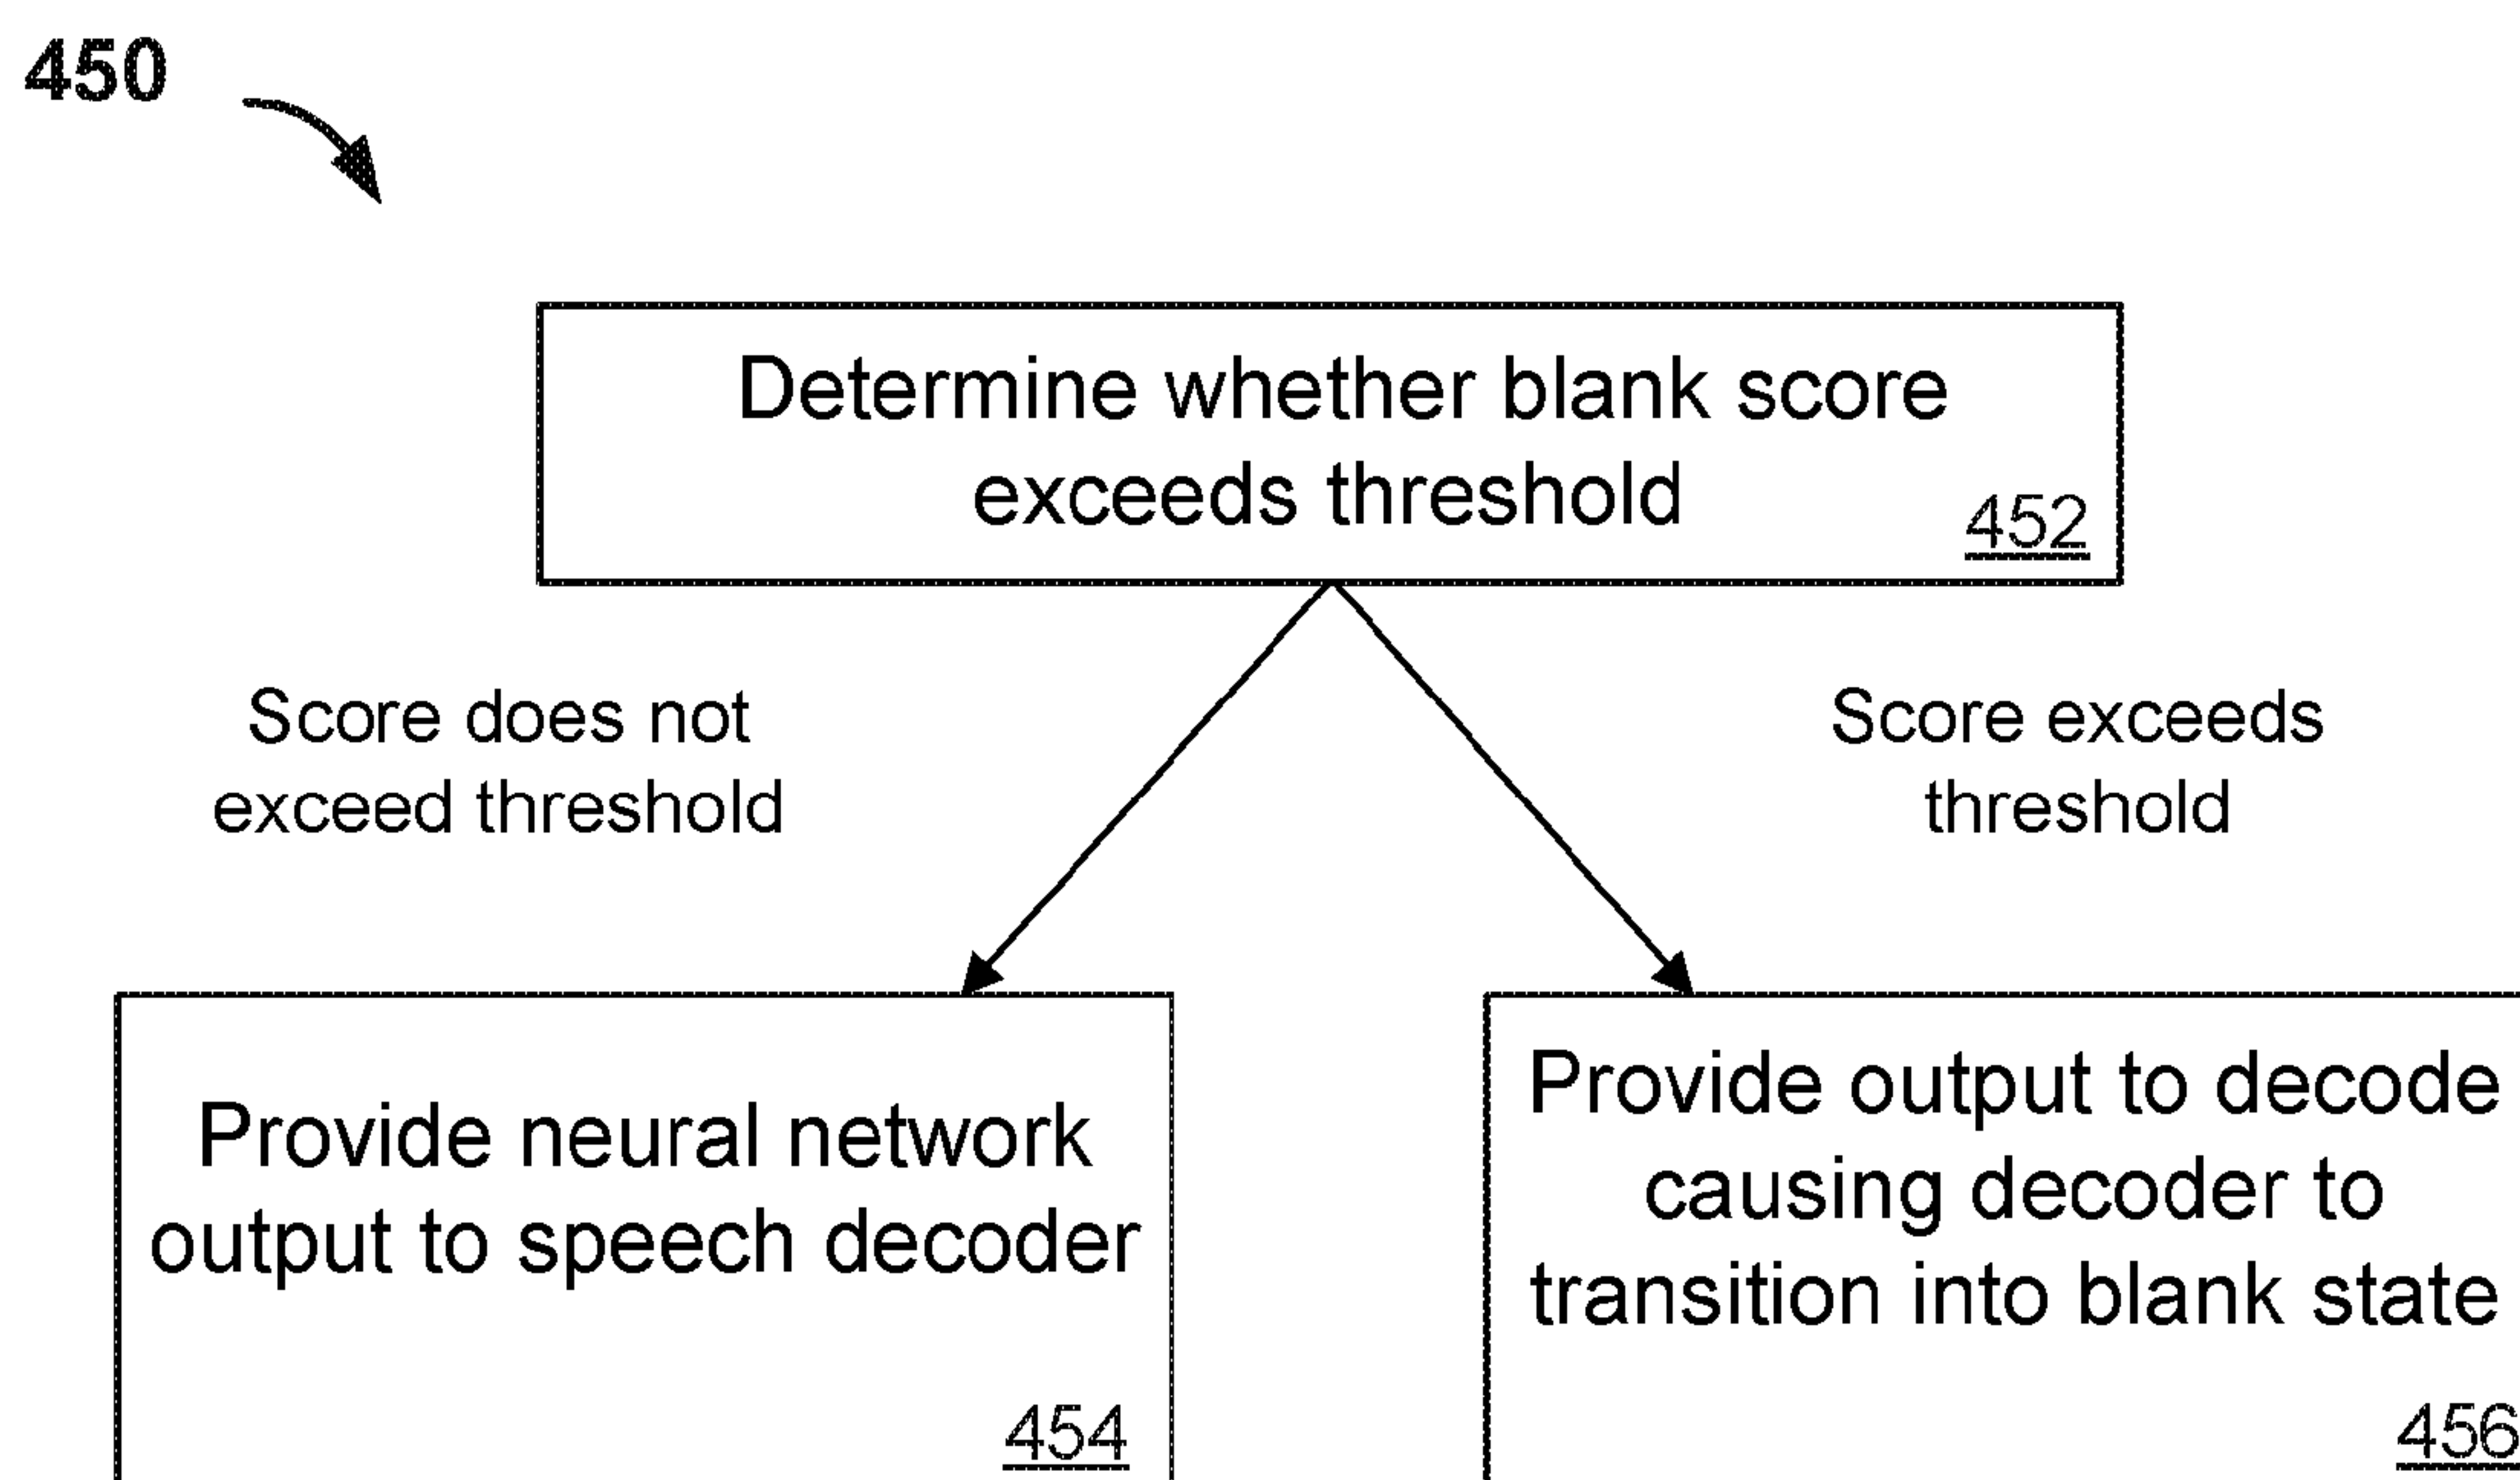 450
Determine whether blank score
exceeds threshold
452
Score does not
exceed threshold
Score exceeds
threshold
Provide neural network
output to speech decoder
454
Provide output to decode
causing decoder to
transition into blank state
456